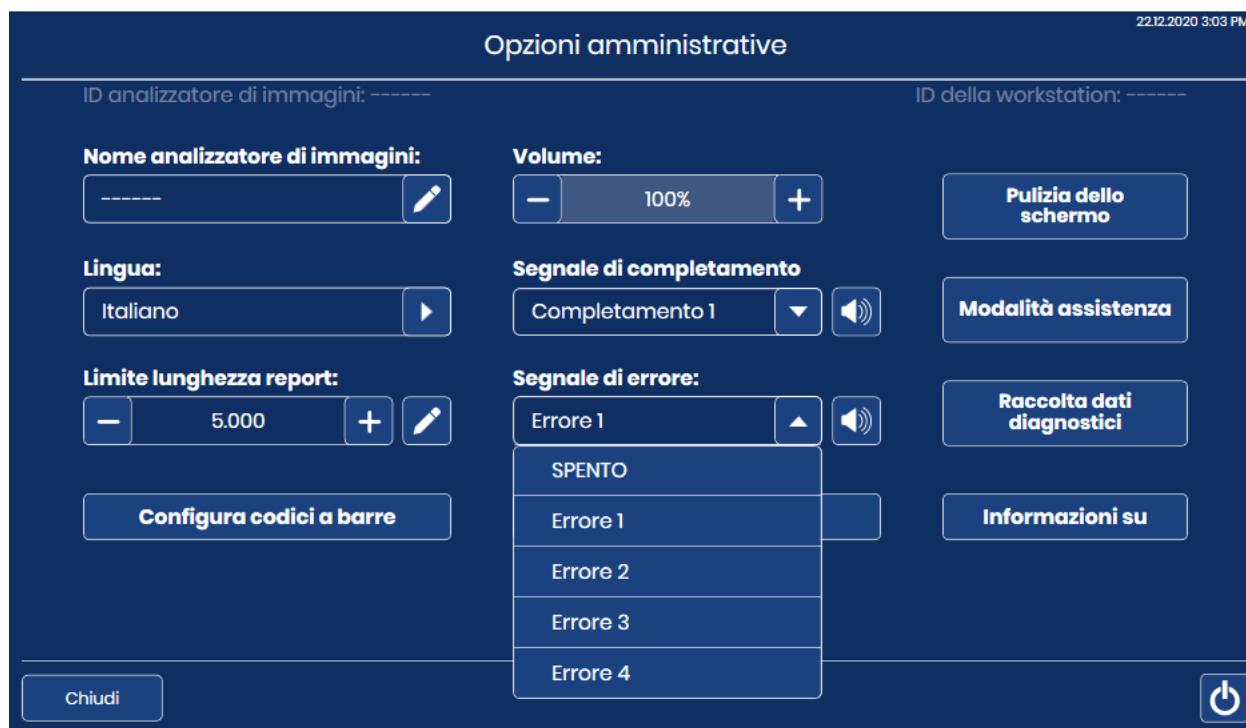 22.12.2020 3:03 PM
Opzioni amministrative
ID analizzatore di immagini: ------
ID della workstation: ------
Nome analizzatore di immagini:
------
Volume:
100%
Pulizia dello
schermo
Lingua:
Italiano
Segnale di completamento
Completamento 1
Modalità assistenza
Limite lunghezza report:
5.000
Segnale di errore:
Errore 1
Raccolta dati
diagnostici
SPENTO
Errore 1
Errore 2
Errore 3
Errore 4
Configura codici a barre
Informazioni su
Chiudi